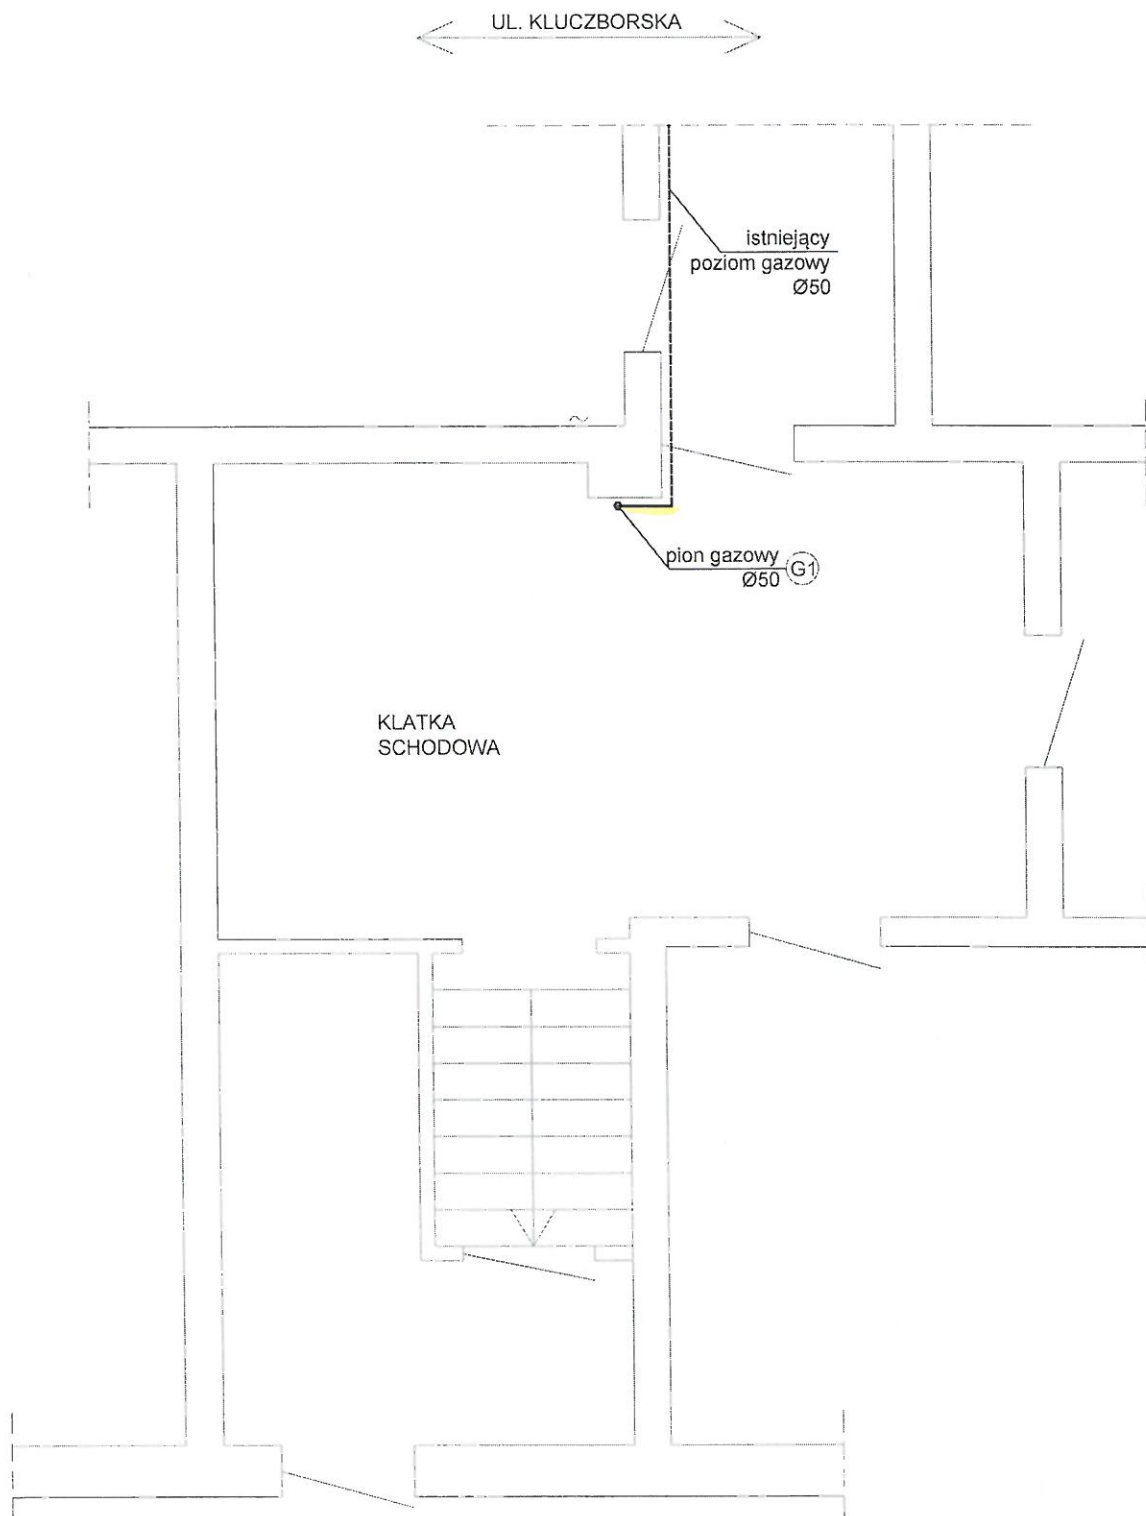 UL. KLUCZBORSKA
istniejący
poziom gazowy
Ø50
pion gazowy
Ø50 G1
KLATKA
SCHODOWA